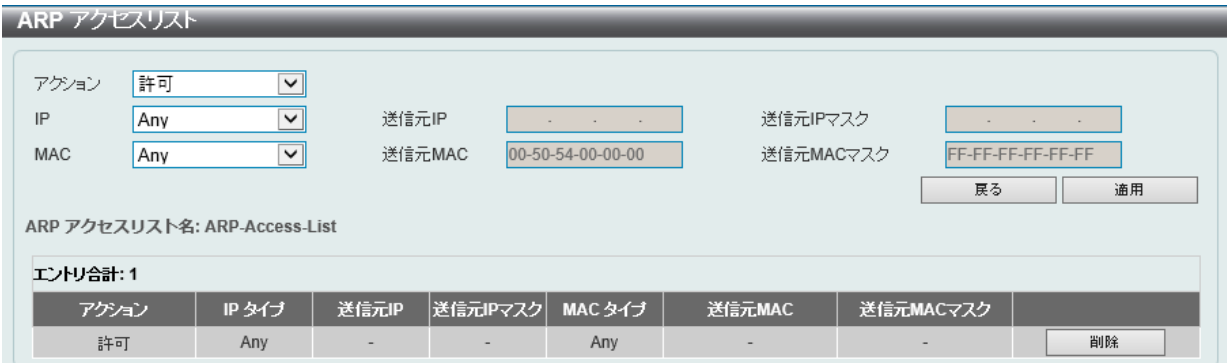 ARP アクセスリスト
アクション 許可
IP Any 送信元IP . . . 送信元IPマスク . . .
MAC Any 送信元MAC 00-50-54-00-00-00 送信元MACマスク FF-FF-FF-FF-FF-FF
戻る 適用
ARP アクセスリスト名: ARP-Access-List
エントリ合計: 1
アクション IP タイプ 送信元IP 送信元IPマスク MAC タイプ 送信元MAC 送信元MACマスク
許可 Any - - Any - - 削除